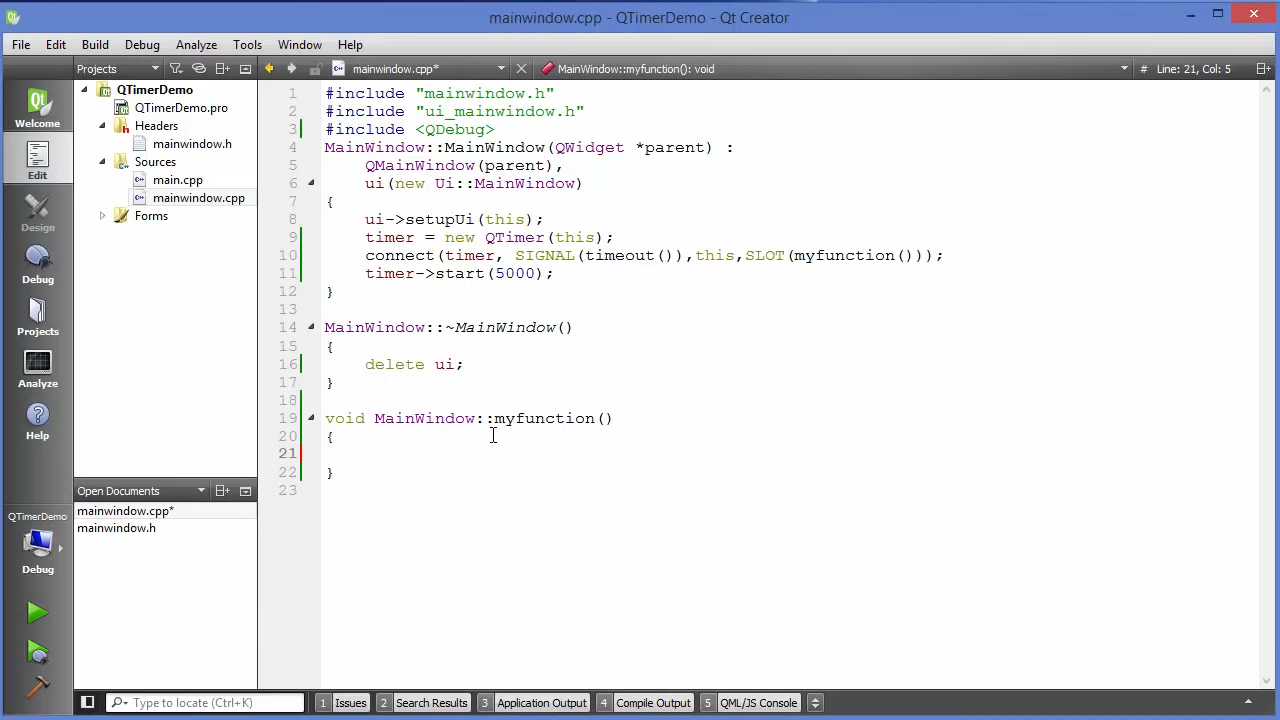 mainwindow.cpp - QTimerDemo - Qt Creator
File Edit Build Debug Analyze Tools Window Help
Projects mainwindow.cpp* MainWindow::myfunction(): void # Line: 21, Col: 5
Welcome
Edit
Design
Debug
Projects
Analyze
Help
QTimerDemo
Debug
QTimerDemo
QTimerDemo.pro
Headers
mainwindow.h
Sources
main.cpp
mainwindow.cpp
Forms
Open Documents
mainwindow.cpp*
mainwindow.h
1 #include "mainwindow.h"
2 #include "ui_mainwindow.h"
3 #include <QDebug>
4 MainWindow::MainWindow(QWidget *parent) :
5 QMainWindow(parent),
6 ui(new Ui::MainWindow)
7 {
8 ui->setupUi(this);
9 timer = new QTimer(this);
10 connect(timer, SIGNAL(timeout()),this,SLOT(myfunction()));
11 timer->start(5000);
12 }
13
14 MainWindow::~MainWindow()
15 {
16 delete ui;
17 }
18
19 void MainWindow::myfunction()
20 {
21
22 }
23
Type to locate (Ctrl+K) 1 Issues 2 Search Results 3 Application Output 4 Compile Output 5 QML/JS Console